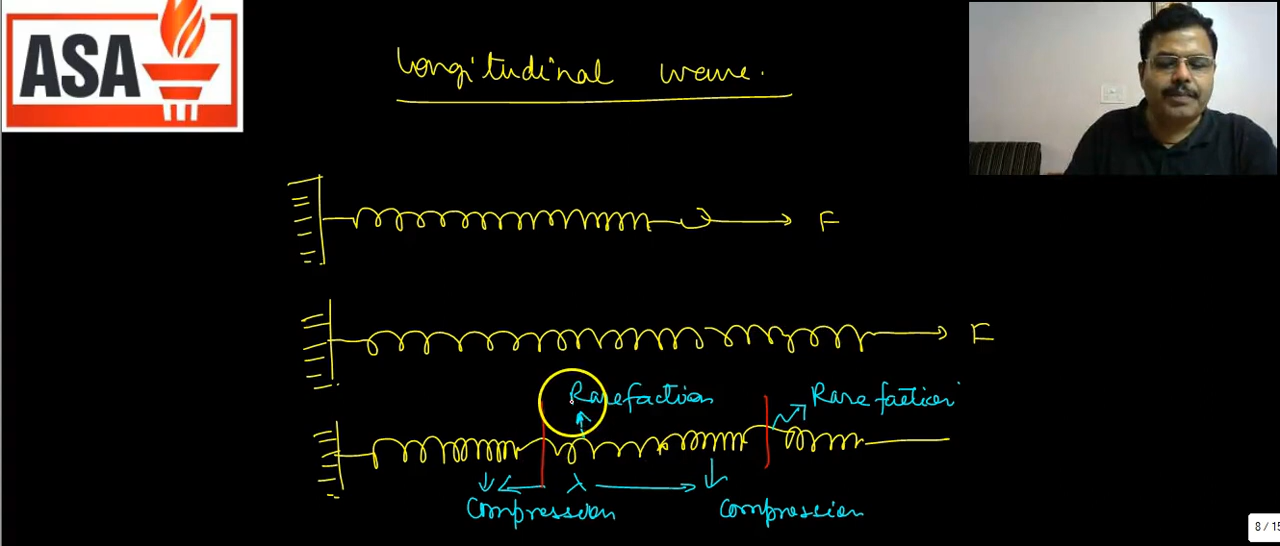 ASA
Longitudinal wave.
F
F
Rarefaction Rarefaction
λ
Compression compression
8 / 15